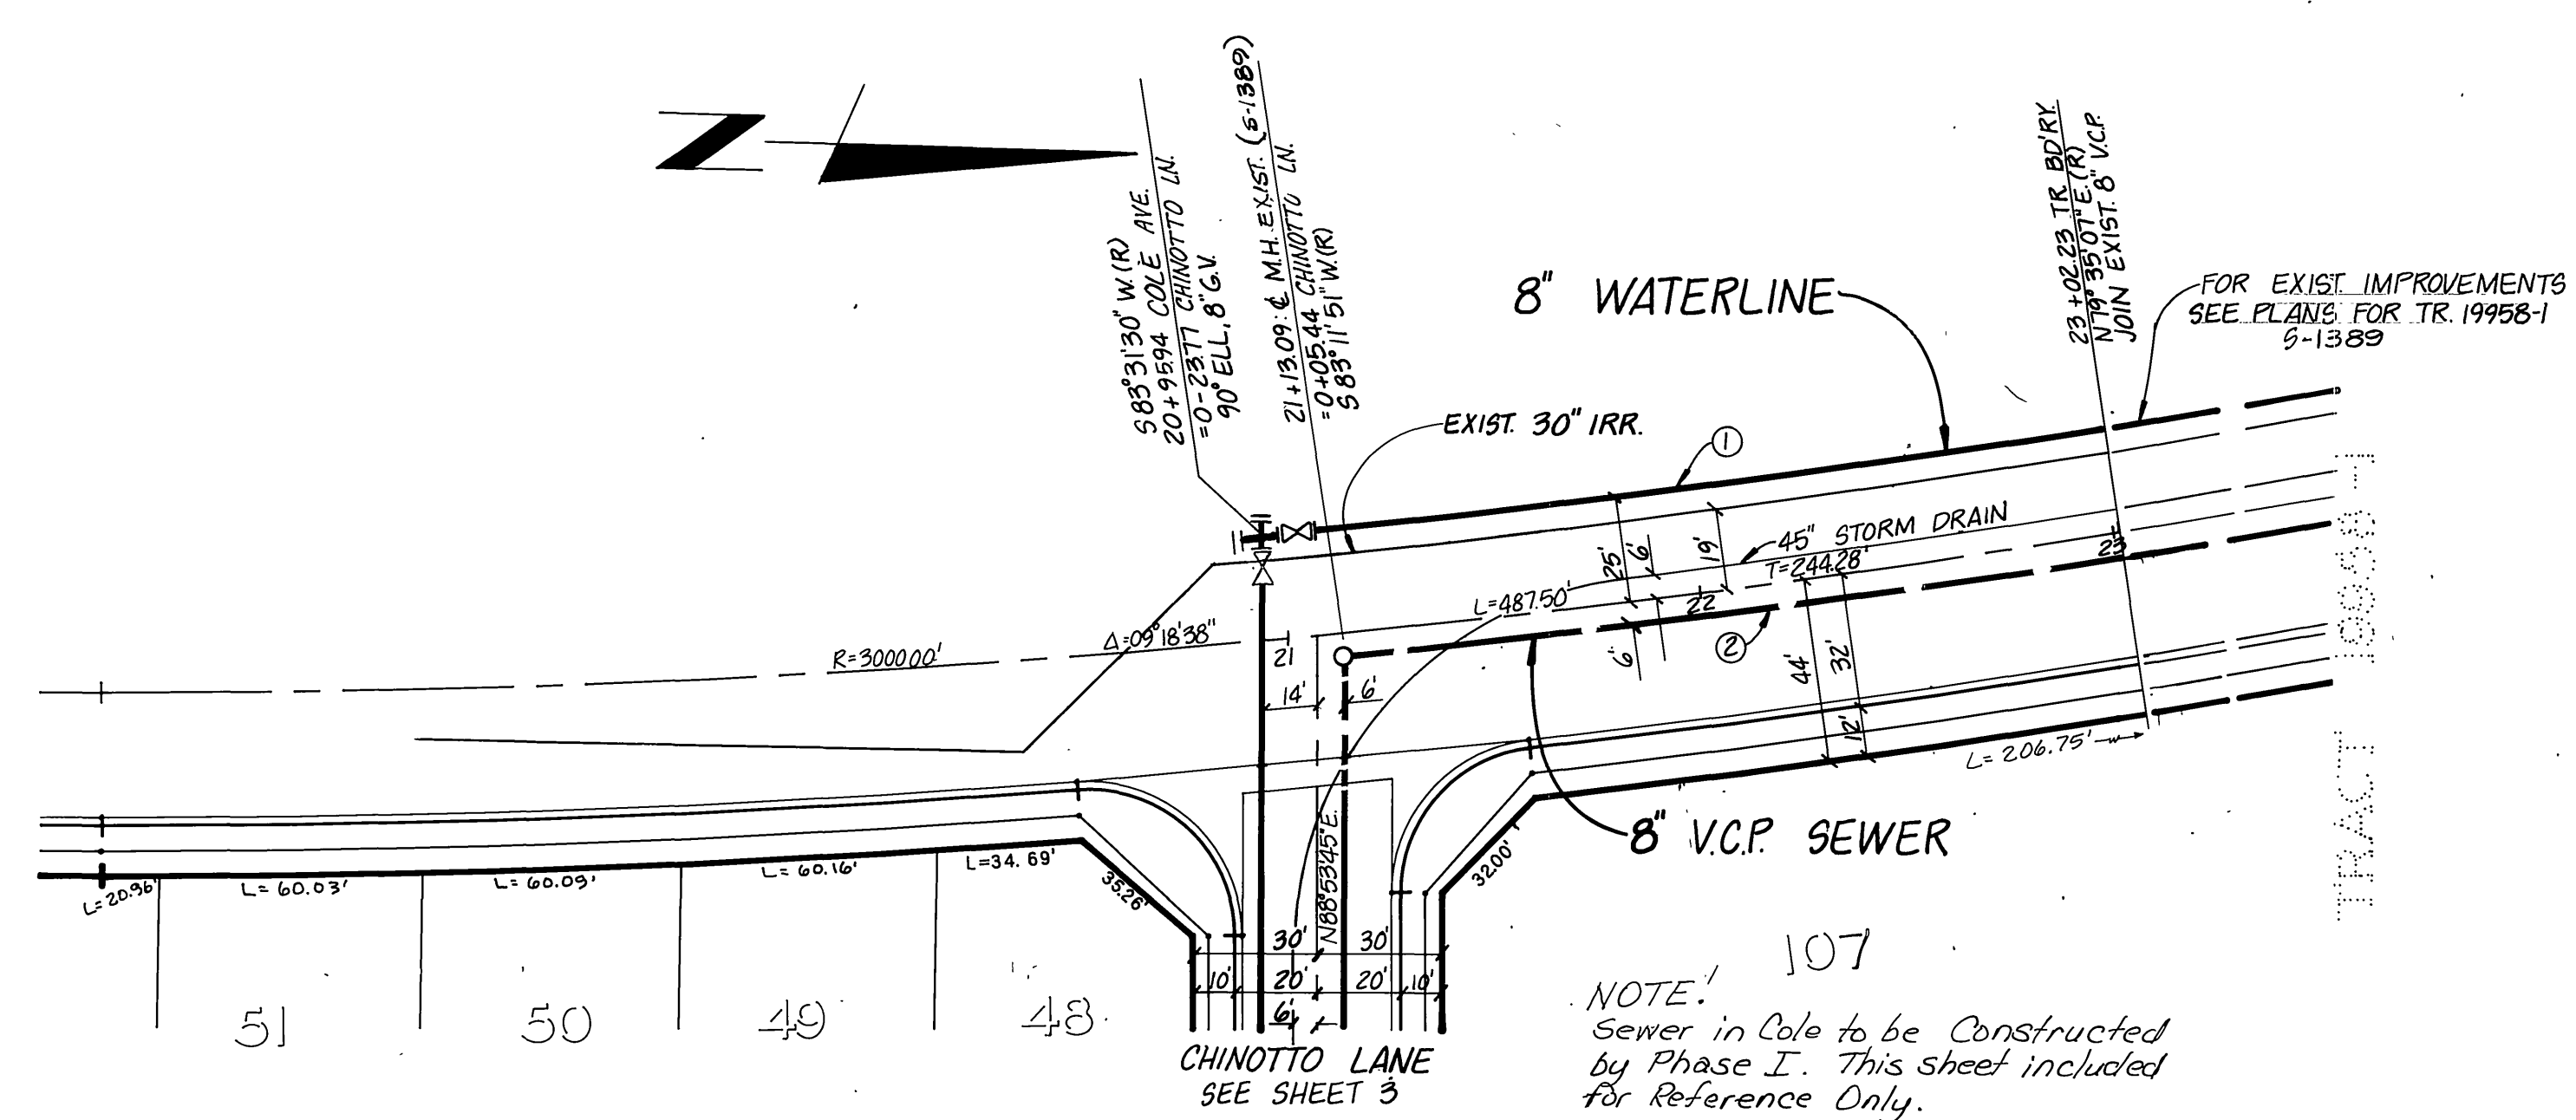 N
S 83° 31' 30" W. (R)
20 + 95.94 COLE AVE.
= 0 - 23.77 CHINOTTO LN.
90° ELL, 8" G.V.
21 + 13.09: ℄ M.H. EXIST. (S-1389)
= 0 + 05.44 CHINOTTO LN.
S 83° 11' 51" W. (R)
23 + 02.23 TR. BD'RY.
N 79° 35' 07" E. (R)
JOIN EXIST. 8" V.C.P.
8" WATERLINE
FOR EXIST. IMPROVEMENTS
SEE PLANS FOR TR. 19958-1
S-1389
EXIST. 30" IRR.
1
45" STORM DRAIN
T=244.28'
25'
6'
19'
L=487.50'
22
23
2
6'
44'
32'
12'
R=3000.00'
Δ=09°18'38"
21
14'
6'
L= 206.75'
8" V.C.P. SEWER
TRACT 19958-1
L=20.96'
L= 60.03'
L= 60.09'
L= 60.16'
L=34.69'
35.26'
32.00'
N88°53'45"E.
30'
30'
10'
20'
20'
10'
6'
51
50
49
48
107
CHINOTTO LANE
SEE SHEET 3
NOTE:
Sewer in Cole to be Constructed
by Phase I. This sheet included
for Reference Only.